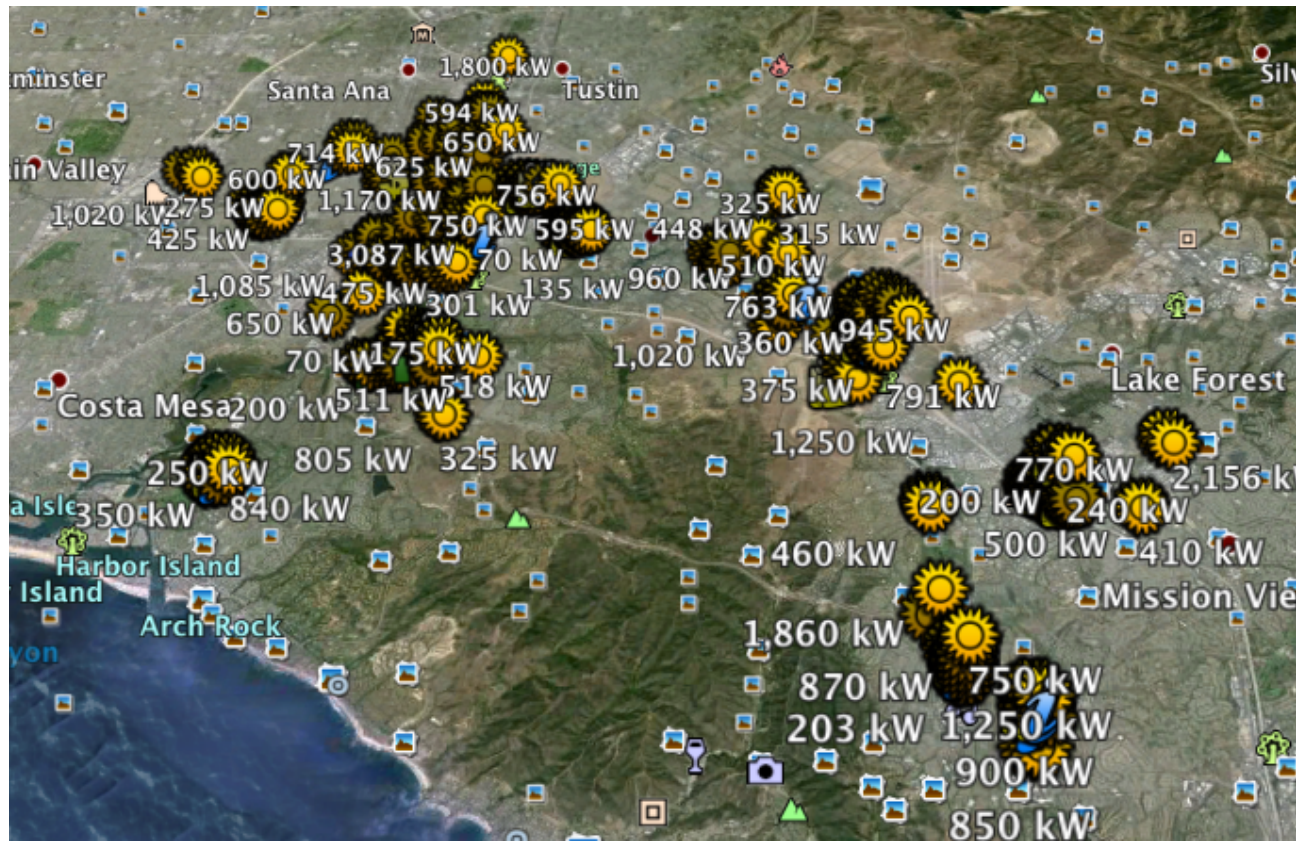 1,800 kW
tminster
Santa Ana
Tustin
Silv
594 kW
650 kW
714 kW
625 kW
ain Valley
600 kW
1,170 kW
756 kW
ge
1,020 kW
275 kW
425 kW
750 kW
595 kW
325 kW
448 kW
315 kW
3,087 kW
70 kW
510 kW
960 kW
1,085 kW
475 kW
301 kW
135 kW
763 kW
650 kW
945 kW
360 kW
70 kW
175 kW
1,020 kW
518 kW
375 kW
791 kW
Lake Forest
Costa Mesa
200 kW
511 kW
1,250 kW
805 kW
325 kW
250 kW
770 kW
2,156 kW
350 kW
840 kW
200 kW
240 kW
a Isle
500 kW
460 kW
410 kW
Harbor Island
Island
Mission Vie
Arch Rock
1,860 kW
yon
870 kW
750 kW
203 kW
1,250 kW
900 kW
850 kW